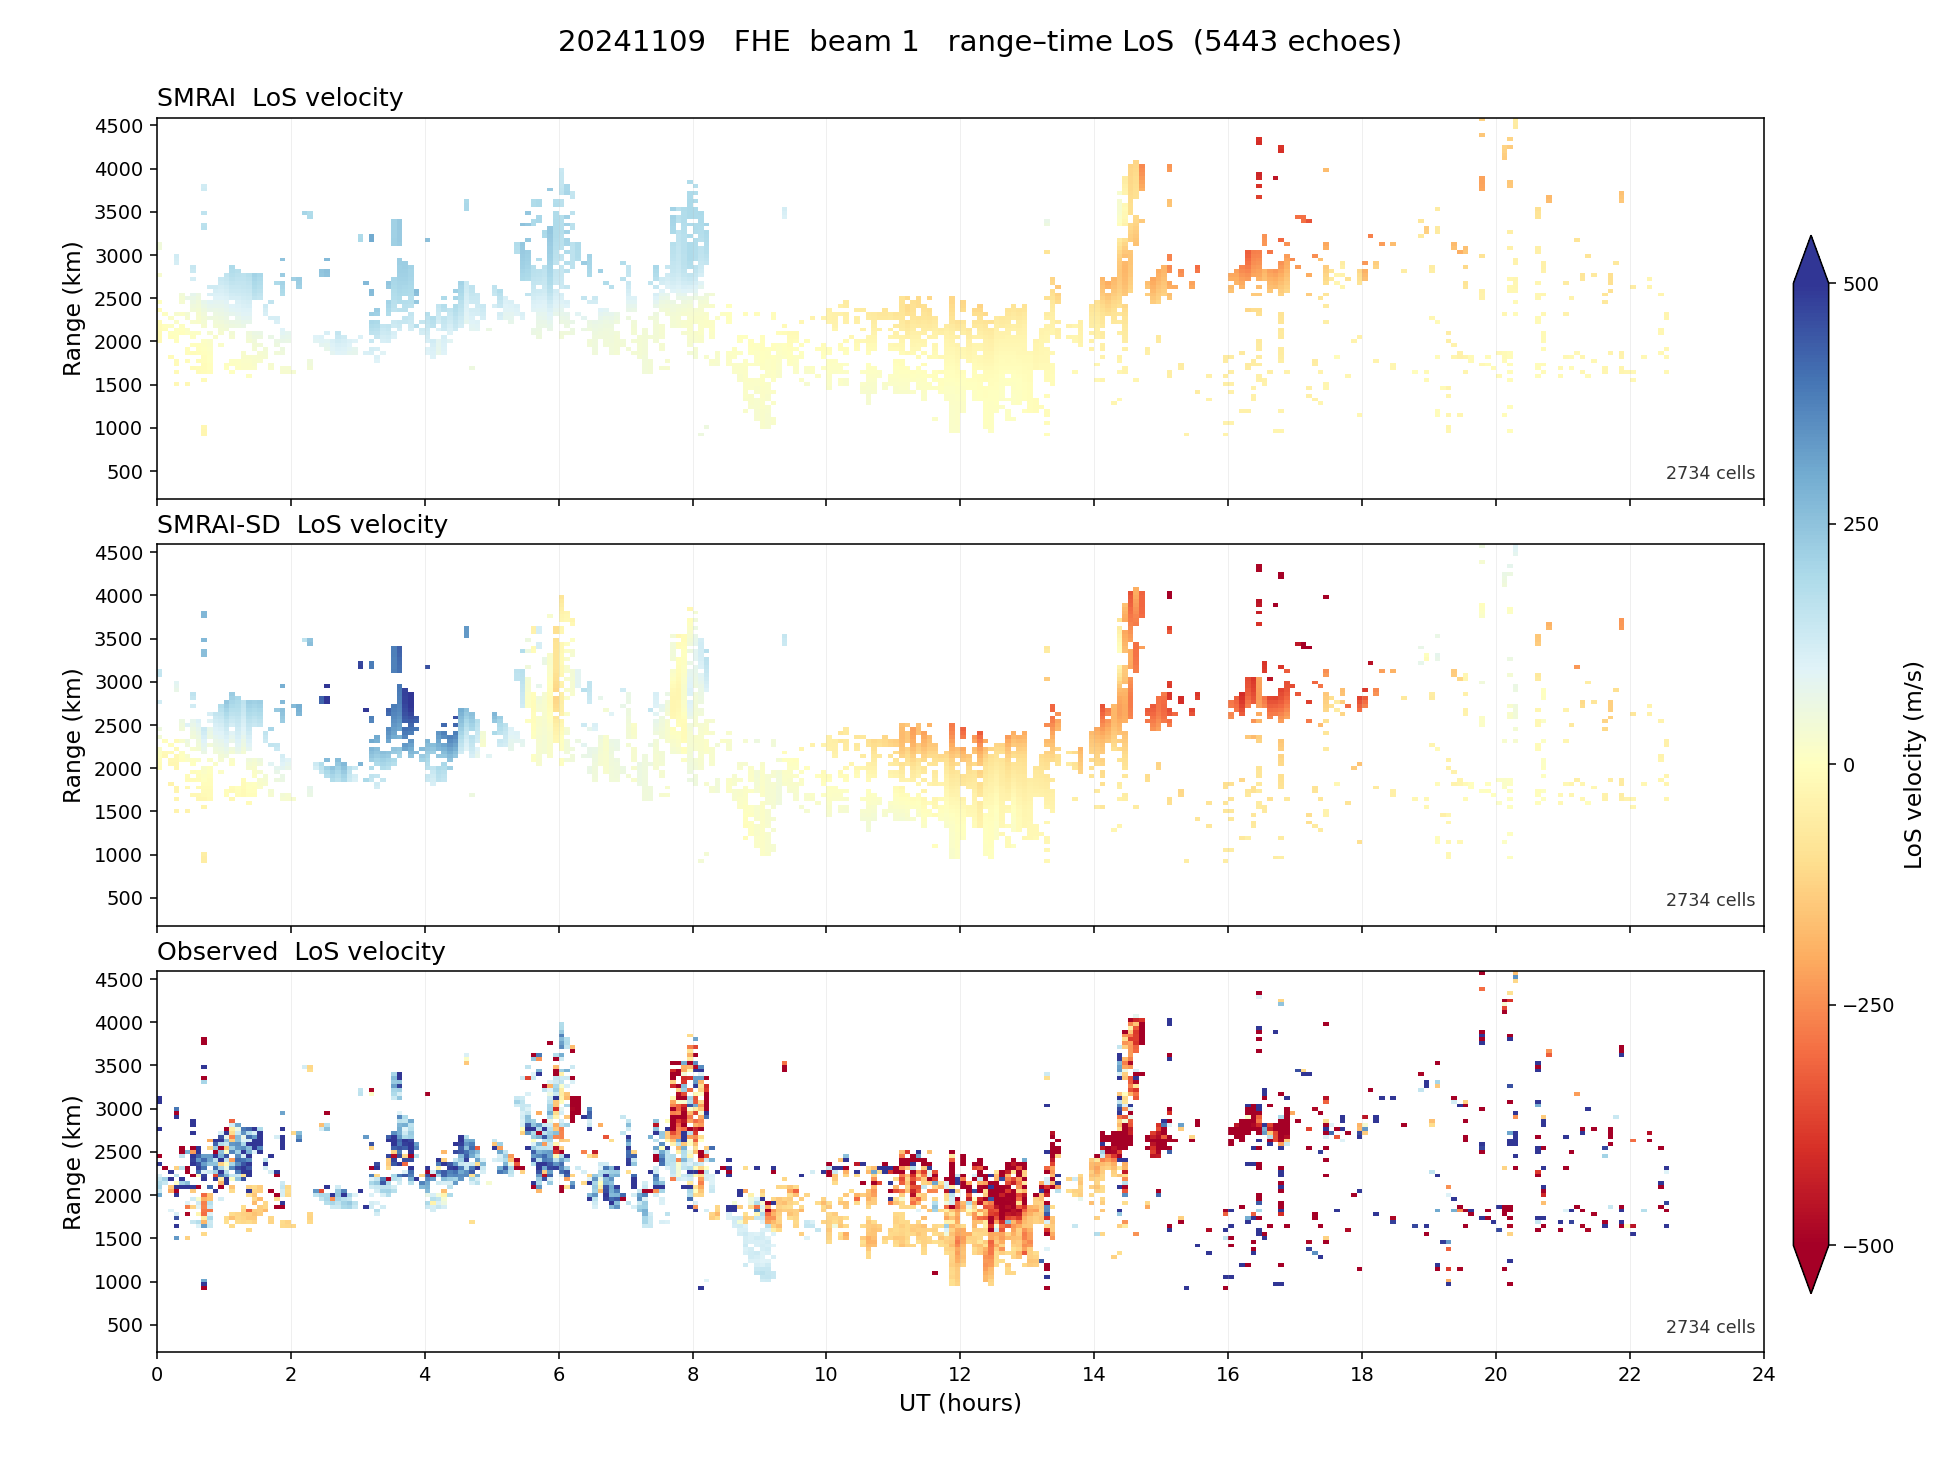 20241109   FHE  beam 1   range–time LoS  (5443 echoes)
SMRAI  LoS velocity
4500
4000
3500
3000
2500
2000
1500
1000
500
Range (km)
2734 cells
SMRAI-SD  LoS velocity
4500
4000
3500
3000
2500
2000
1500
1000
500
Range (km)
2734 cells
Observed  LoS velocity
4500
4000
3500
3000
2500
2000
1500
1000
500
Range (km)
2734 cells
0 2 4 6 8 10 12 14 16 18 20 22 24
UT (hours)
500
250
0
−250
−500
LoS velocity (m/s)